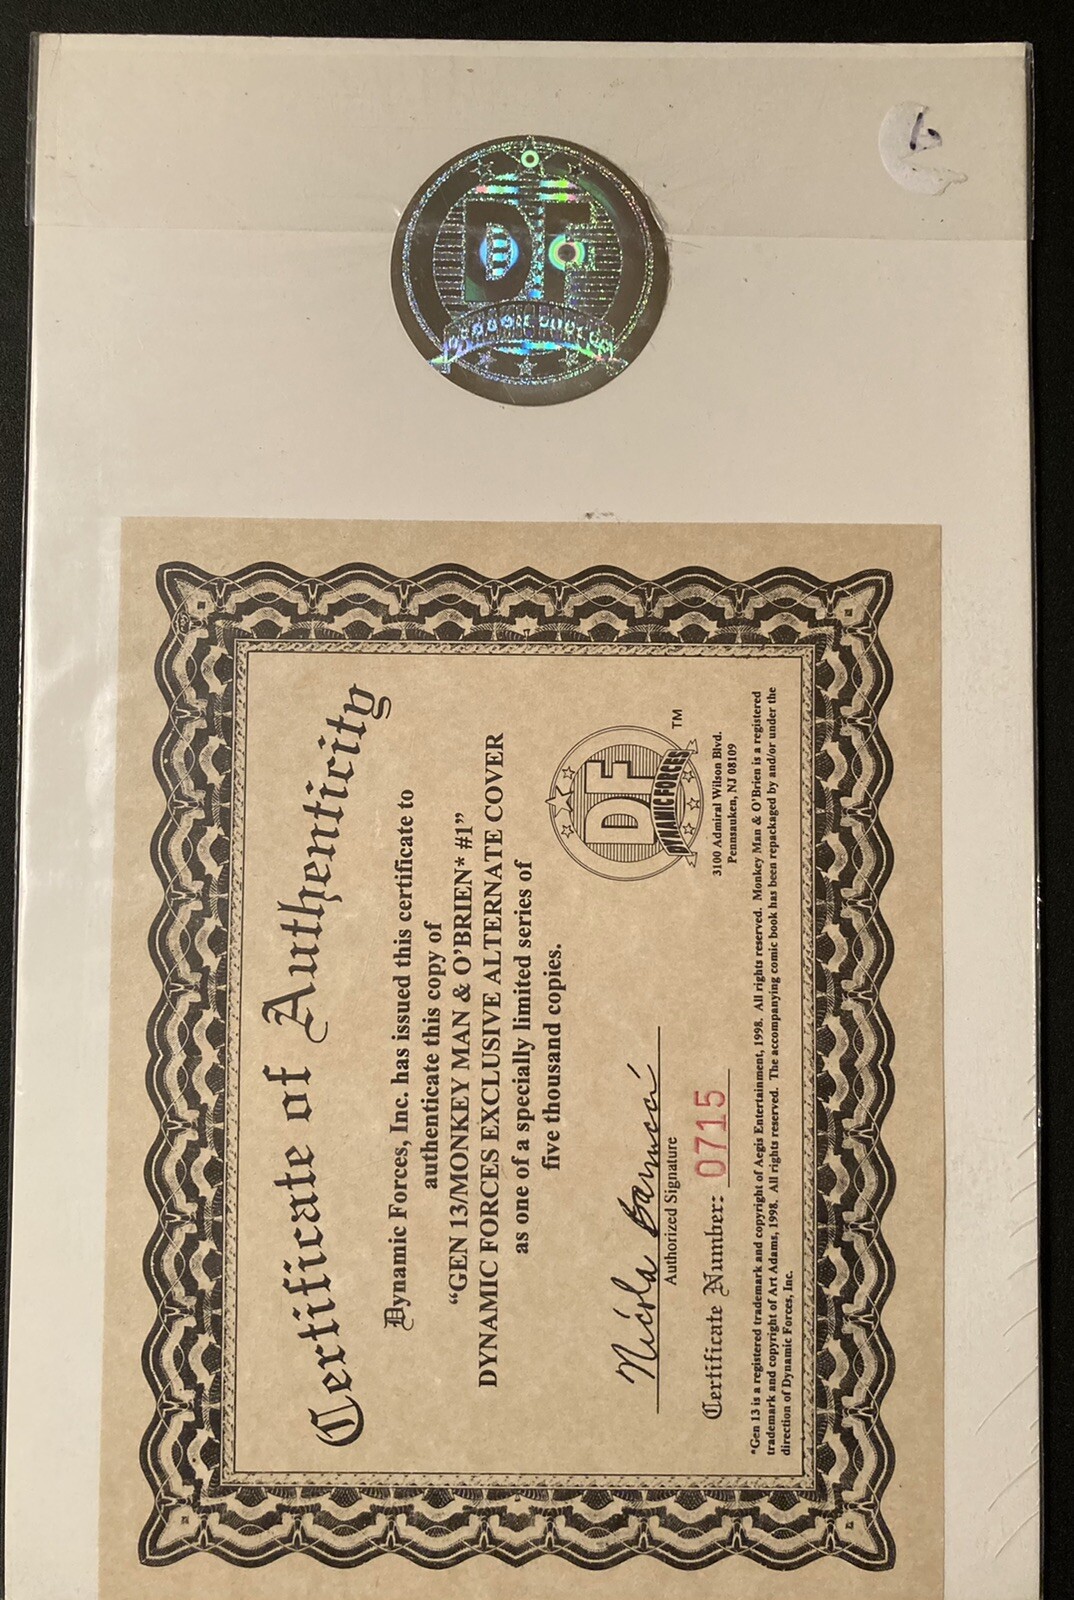 DF
Certificate of Authenticity
Dynamic Forces, Inc. has issued this certificate to
authenticate this copy of
“GEN 13/MONKEY MAN & O’BRIEN* #1”
DYNAMIC FORCES EXCLUSIVE ALTERNATE COVER
as one of a specially limited series of
five thousand copies.
Nicola
Authorized Signature
Certificate Number: 0715
DF
DYNAMIC FORCES
TM
3100 Admiral Wilson Blvd.
Pennsauken, NJ 08109
*Gen 13 is a registered trademark and copyright of Aegis Entertainment, 1998. All rights reserved. Monkey Man & O'Brien is a registered
trademark and copyright of Art Adams, 1998. All rights reserved. The accompanying comic book has been repackaged by and/or under the
direction of Dynamic Forces, Inc.